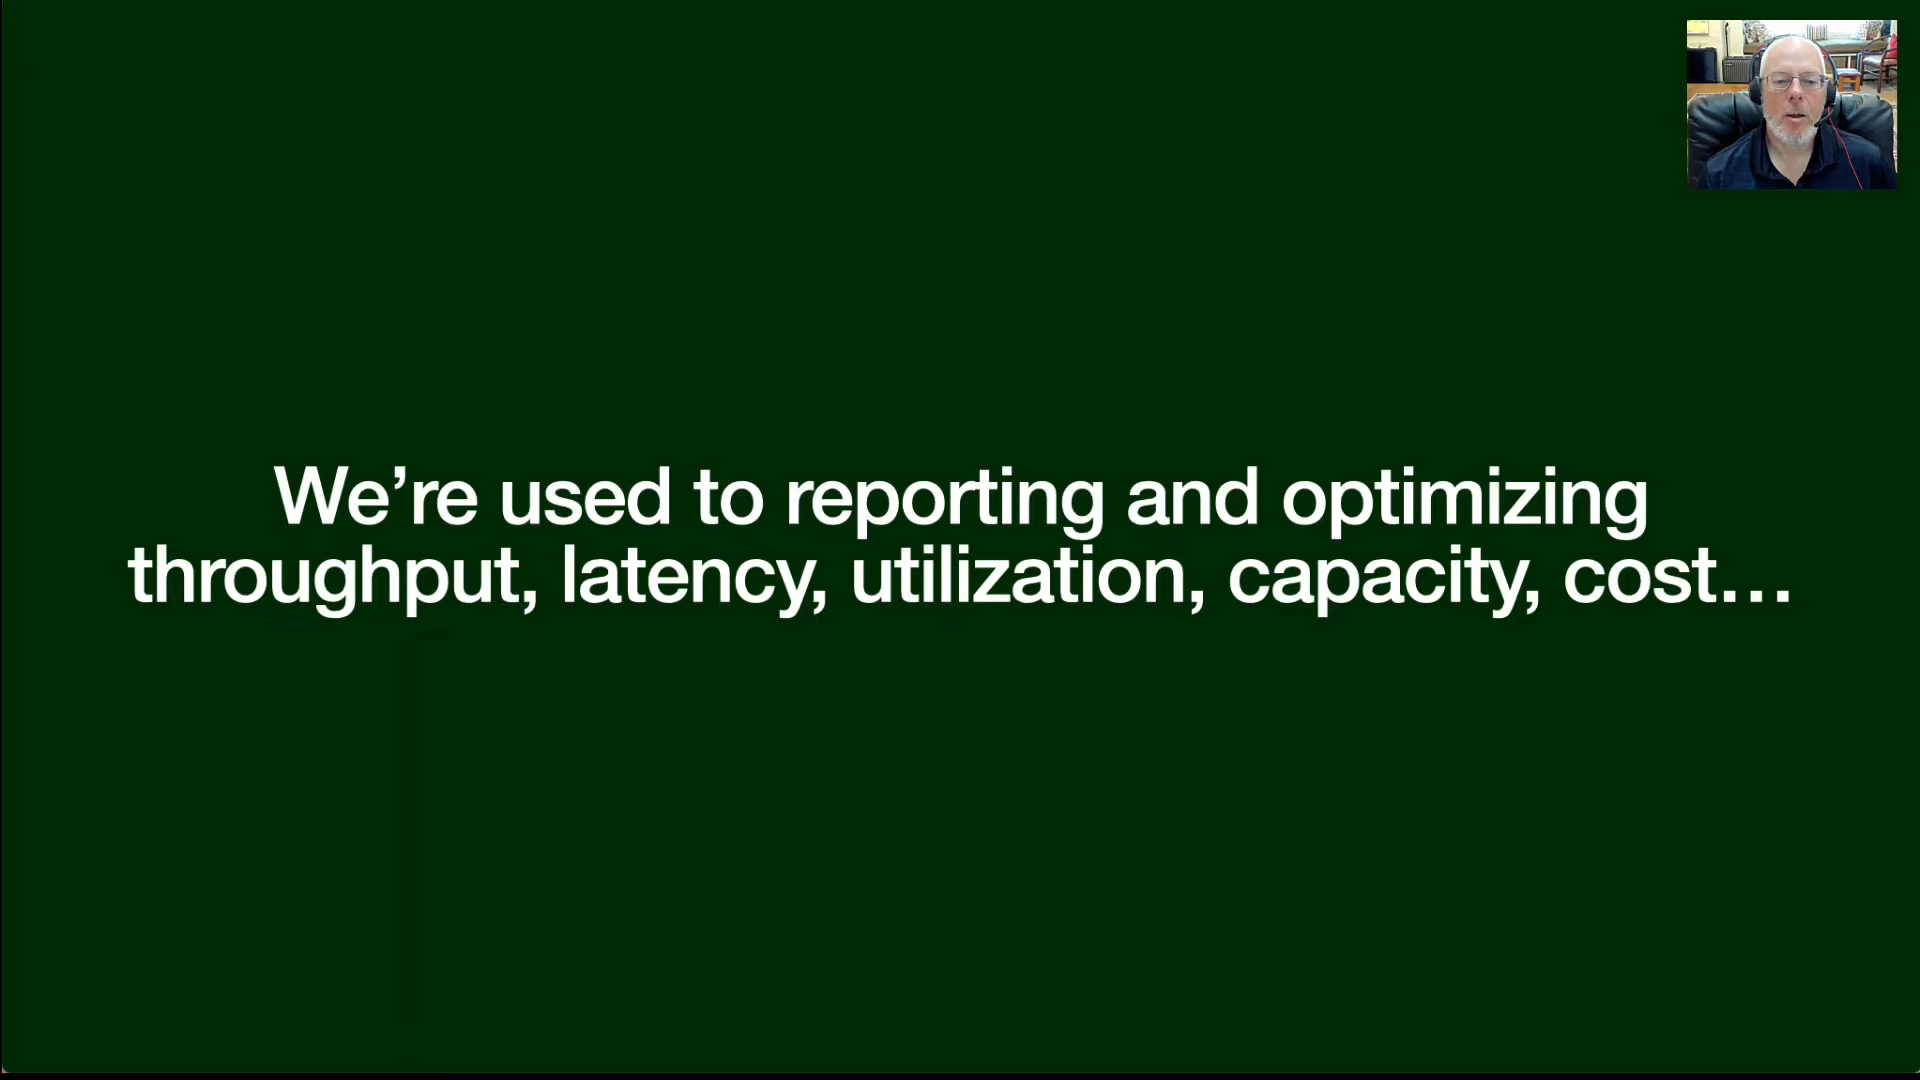 We’re used to reporting and optimizing
throughput, latency, utilization, capacity, cost…